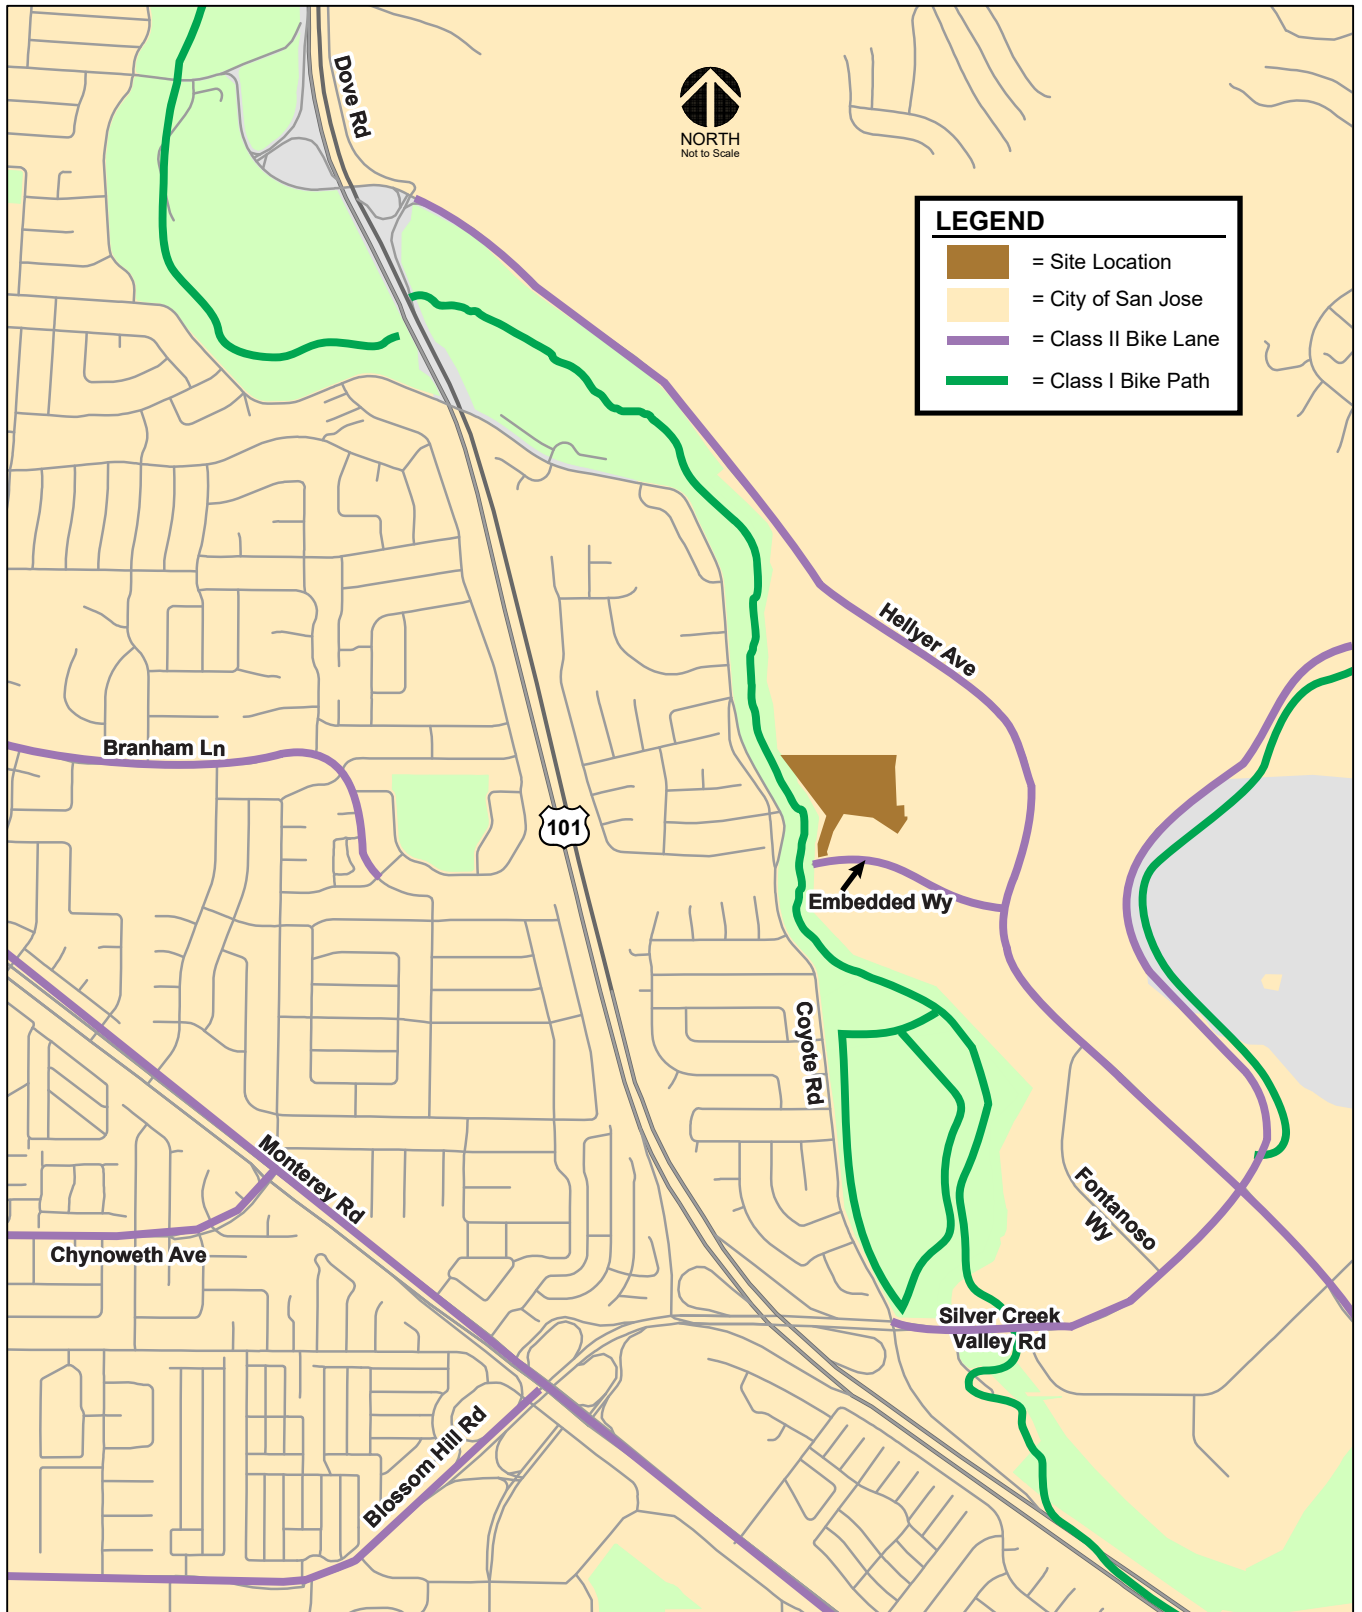 Dove Rd
NORTH
Not to Scale
LEGEND
= Site Location
= City of San Jose
= Class II Bike Lane
= Class I Bike Path
Hellyer Ave
Branham Ln
101
Embedded Wy
Coyote Rd
Monterey Rd
Fontanoso
Wy
Chynoweth Ave
Silver Creek
Valley Rd
Blossom Hill Rd